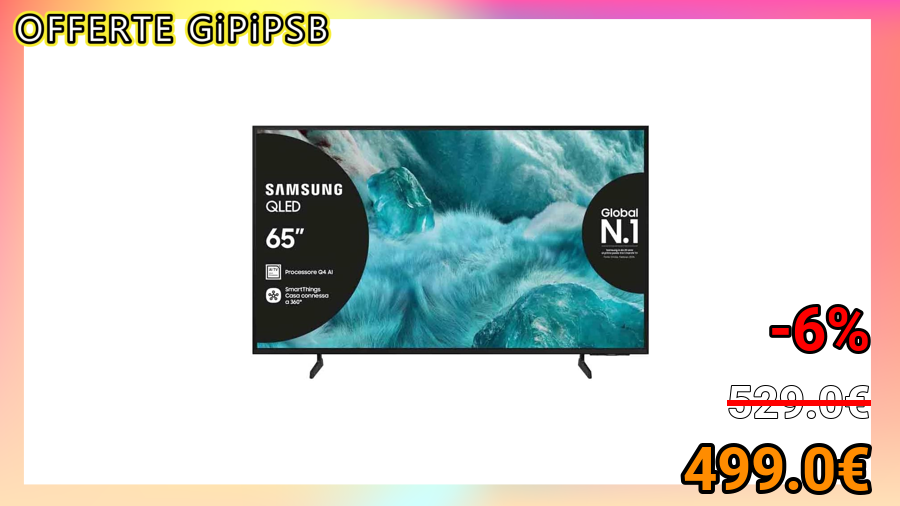 OFFERTE GiPiPSB
SAMSUNG
QLED
65”
Processore Q4 AI
SmartThings
Casa connessa
a 360°
Global
N.1
-6%
529.0€
499.0€